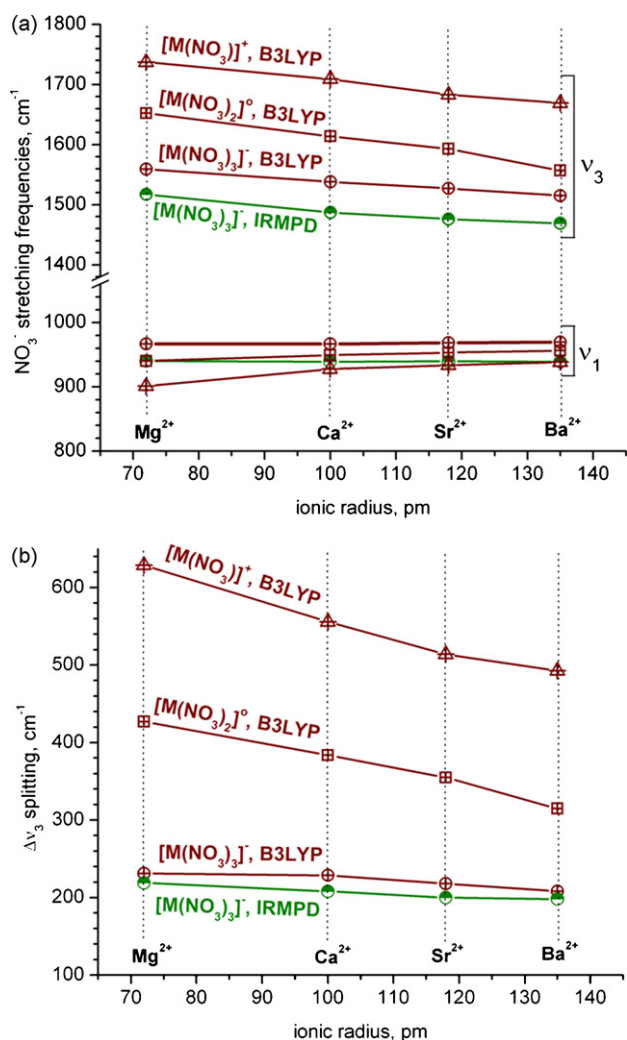 (a)
1800
1700
1600
1500
1400
1000
900
800
NO₃⁻ stretching frequencies, cm⁻¹
[M(NO₃)]⁺, B3LYP
[M(NO₃)₂]⁰, B3LYP
[M(NO₃)₃]⁻, B3LYP
[M(NO₃)₃]⁻, IRMPD
ν₃
ν₁
Mg²⁺ Ca²⁺ Sr²⁺ Ba²⁺
70 80 90 100 110 120 130 140
ionic radius, pm
(b)
600
500
400
300
200
100
Δν₃ splitting, cm⁻¹
[M(NO₃)]⁺, B3LYP
[M(NO₃)₂]⁰, B3LYP
[M(NO₃)₃]⁻, B3LYP
[M(NO₃)₃]⁻, IRMPD
Mg²⁺ Ca²⁺ Sr²⁺ Ba²⁺
70 80 90 100 110 120 130 140
ionic radius, pm